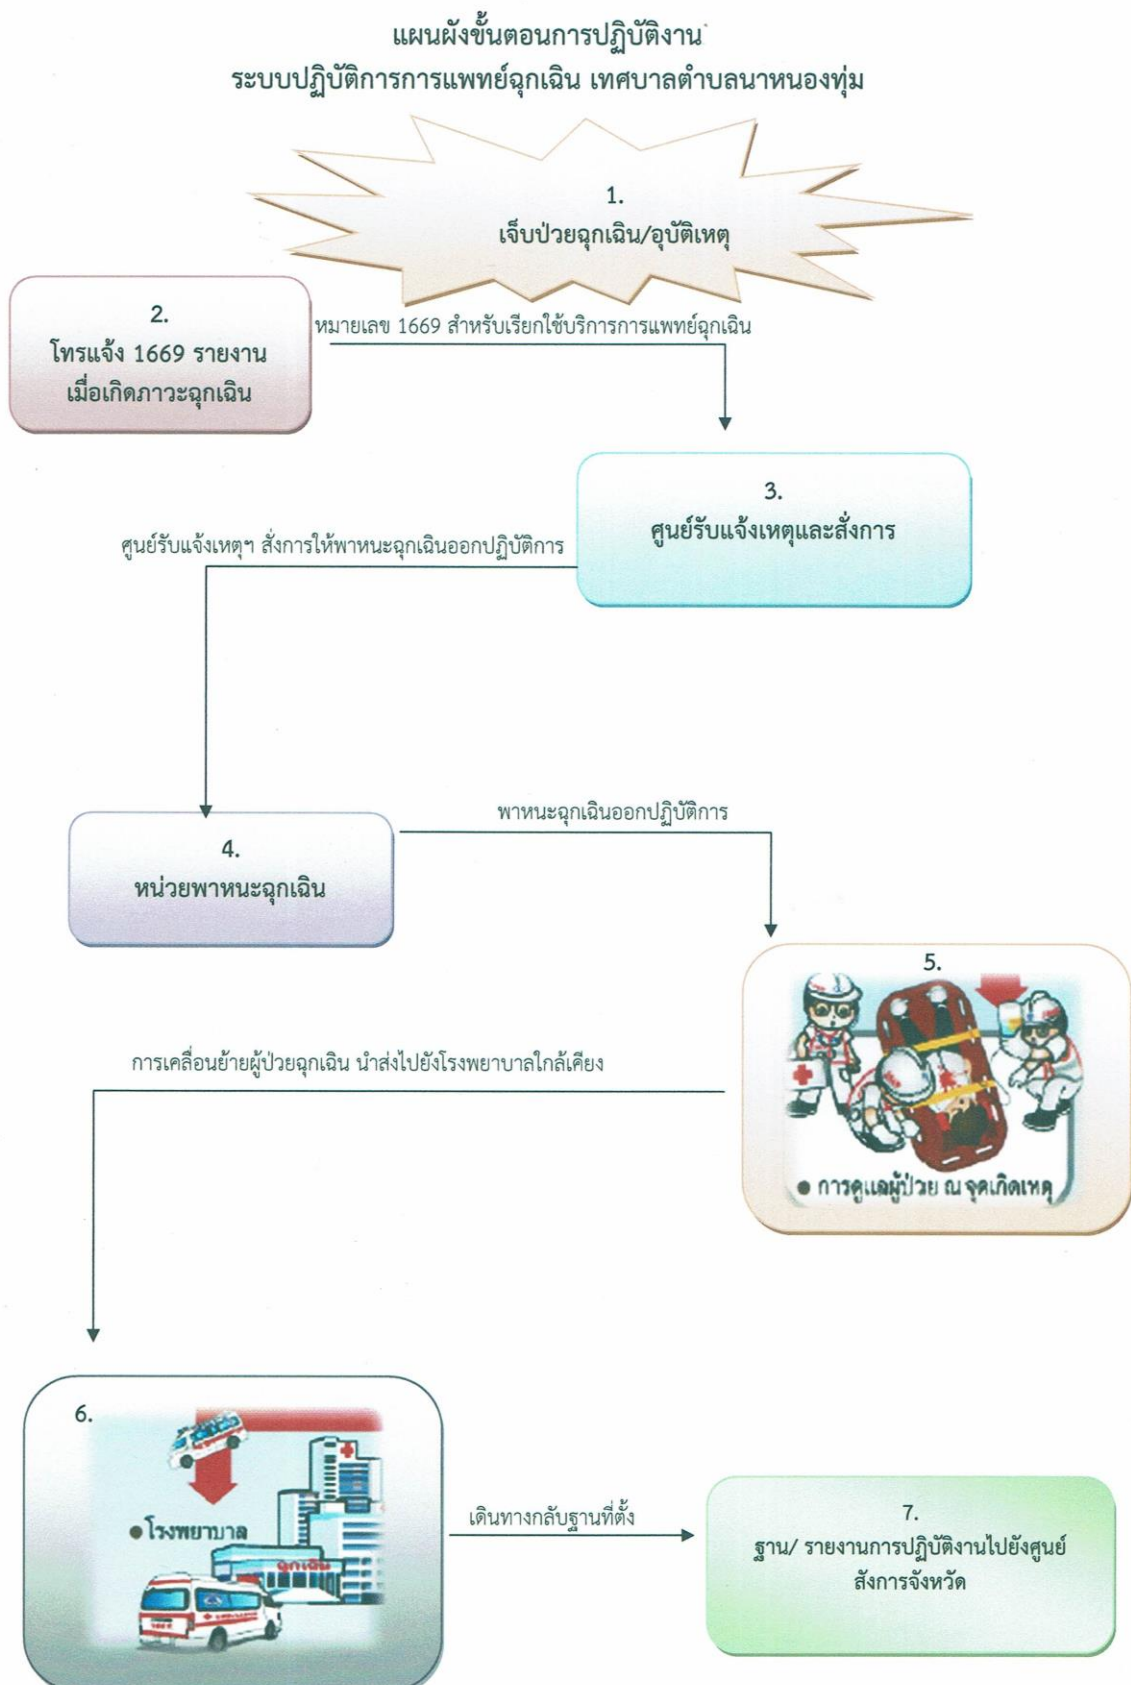 แผนผังขั้นตอนการปฏิบัติงาน
ระบบปฏิบัติการการแพทย์ฉุกเฉิน เทศบาลตำบลนาหนองทุ่ม
1.
เจ็บป่วยฉุกเฉิน/อุบัติเหตุ
2.
โทรแจ้ง 1669 รายงาน
เมื่อเกิดภาวะฉุกเฉิน
หมายเลข 1669 สำหรับเรียกใช้บริการการแพทย์ฉุกเฉิน
3.
ศูนย์รับแจ้งเหตุและสั่งการ
ศูนย์รับแจ้งเหตุฯ สั่งการให้พาหนะฉุกเฉินออกปฏิบัติการ
4.
หน่วยพาหนะฉุกเฉิน
พาหนะฉุกเฉินออกปฏิบัติการ
5.
● การดูแลผู้ป่วย ณ จุดเกิดเหตุ
การเคลื่อนย้ายผู้ป่วยฉุกเฉิน นำส่งไปยังโรงพยาบาลใกล้เคียง
6.
● โรงพยาบาล
ฉุกเฉิน
เดินทางกลับฐานที่ตั้ง
7.
ฐาน/ รายงานการปฏิบัติงานไปยังศูนย์
สังการจังหวัด